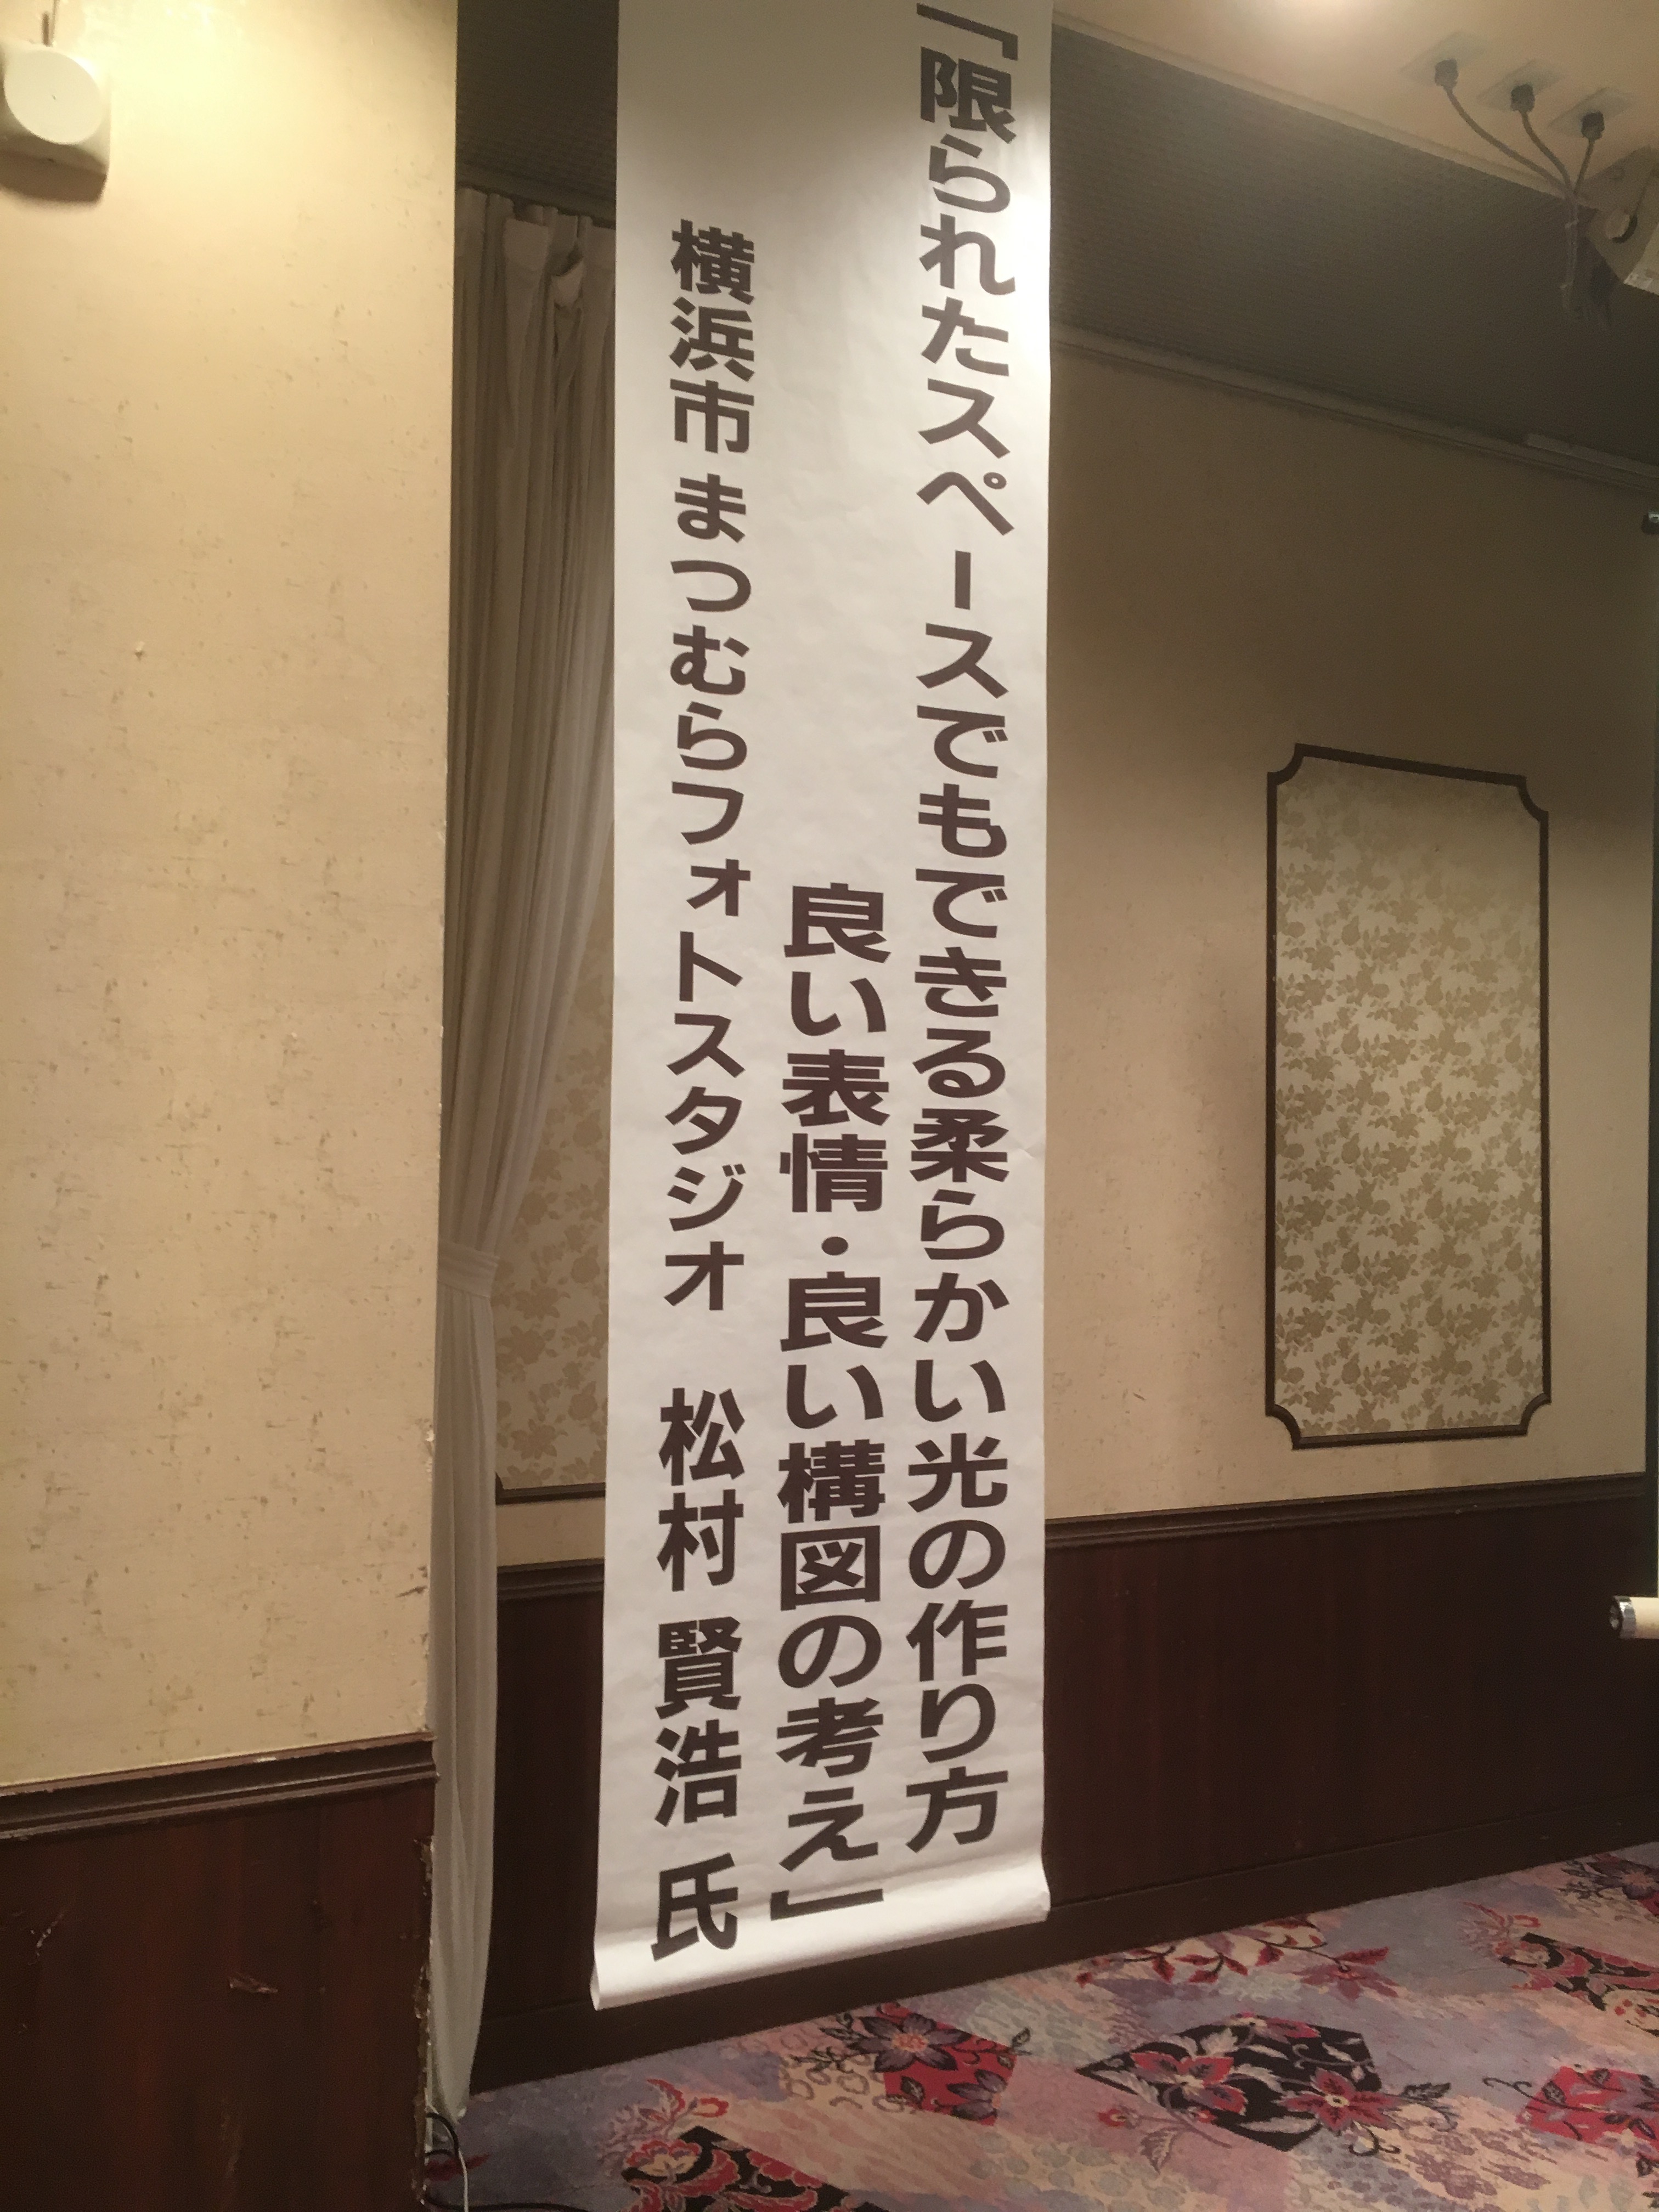 「限られたスペースでもできる柔らかい光の作り方
良い表情・良い構図の考え」
横浜市 まつむらフォトスタジオ 松村 賢浩 氏